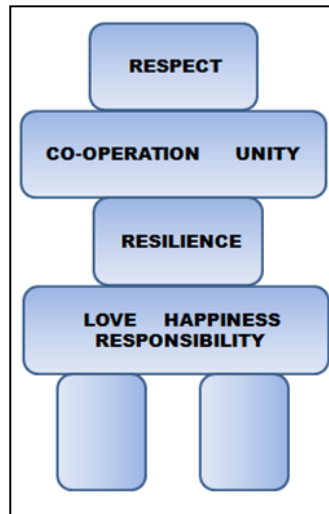 RESPECT
CO-OPERATION UNITY
RESILIENCE
LOVE HAPPINESS
RESPONSIBILITY